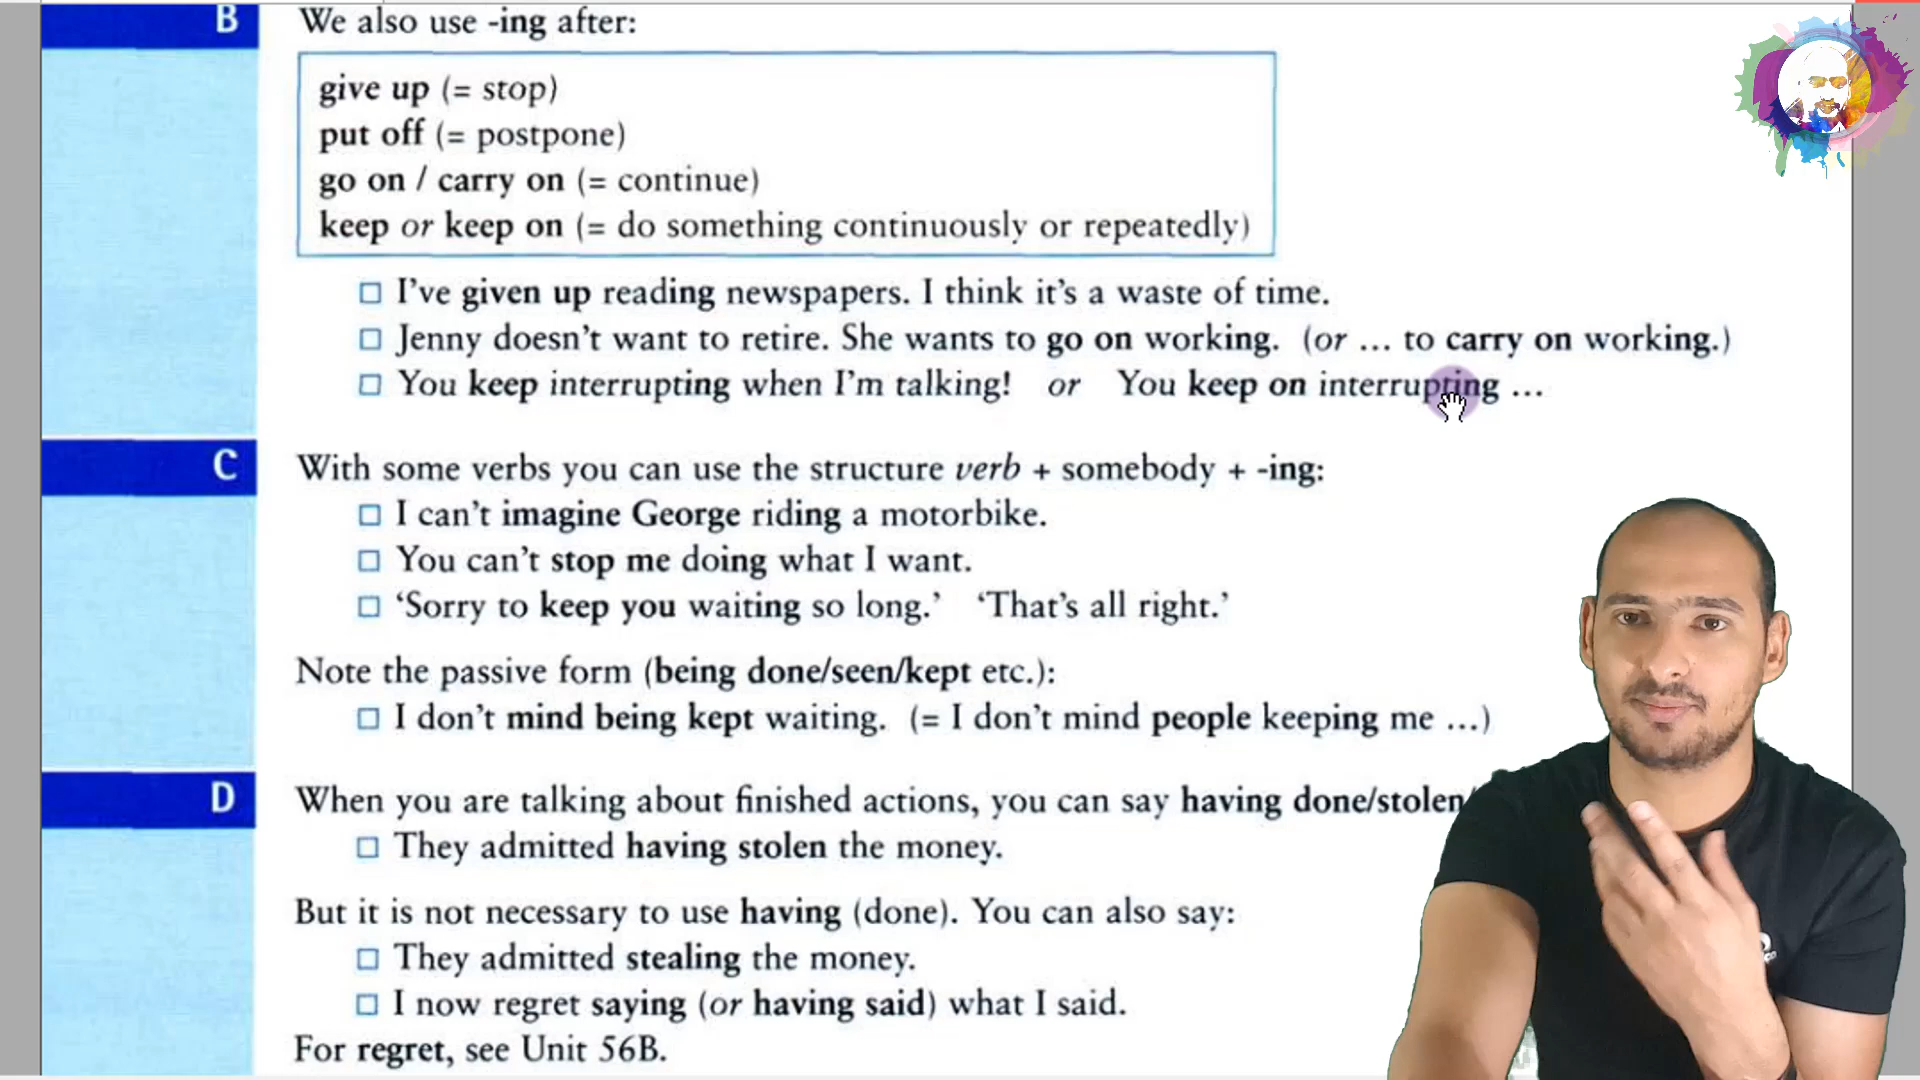 B We also use -ing after:
give up (= stop)
put off (= postpone)
go on / carry on (= continue)
keep or keep on (= do something continuously or repeatedly)
I've given up reading newspapers. I think it's a waste of time.
Jenny doesn't want to retire. She wants to go on working. (or … to carry on working.)
You keep interrupting when I'm talking! or You keep on interrupting …
C With some verbs you can use the structure verb + somebody + -ing:
I can't imagine George riding a motorbike.
You can't stop me doing what I want.
‘Sorry to keep you waiting so long.’ ‘That's all right.’
Note the passive form (being done/seen/kept etc.):
I don't mind being kept waiting. (= I don't mind people keeping me …)
D When you are talking about finished actions, you can say having done/stolen/
They admitted having stolen the money.
But it is not necessary to use having (done). You can also say:
They admitted stealing the money.
I now regret saying (or having said) what I said.
For regret, see Unit 56B.